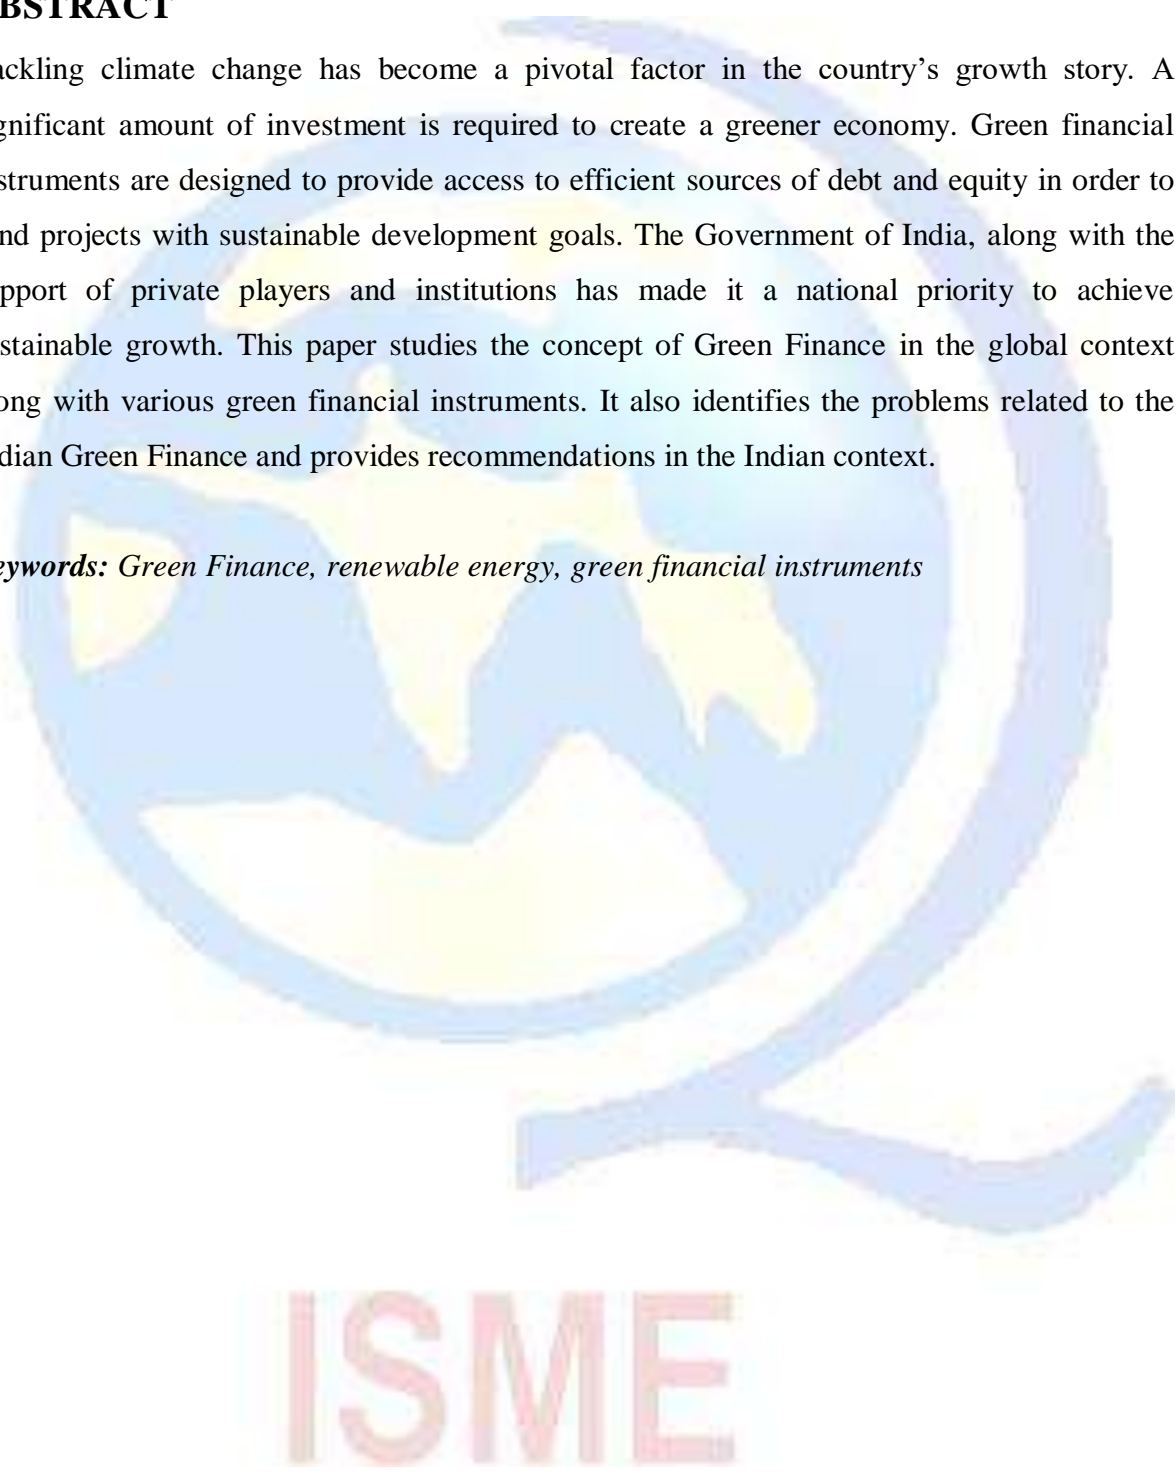 BSTRACT
ackling climate change has become a pivotal factor in the country's growth story. A
gnificant amount of investment is required to create a greener economy. Green financial
struments are designed to provide access to efficient sources of debt and equity in order to
nd projects with sustainable development goals. The Government of India, along with the
pport of private players and institutions has made it a national priority to achieve
stainable growth. This paper studies the concept of Green Finance in the global context
ong with various green financial instruments. It also identifies the problems related to the
dian Green Finance and provides recommendations in the Indian context.
eywords: Green Finance, renewable energy, green financial instruments
ISME